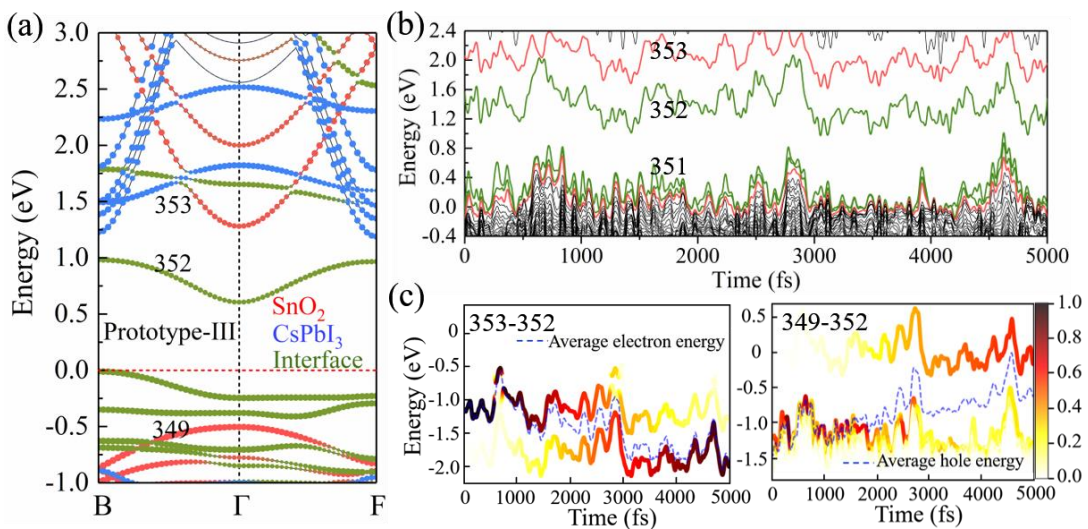 (a)
Energy (eV)
3.0
2.5
2.0
1.5
1.0
0.5
0.0
-0.5
-1.0
353
352
SnO2
Prototype-III
CsPbI3
Interface
349
B
Γ
F
(b)
Energy (eV)
2.4
2.0
1.6
1.2
0.8
0.4
0.0
-0.4
353
352
351
0 1000 2000 3000 4000 5000
Time (fs)
(c)
Energy (eV)
0
-0.5
-1.0
-1.5
-2.0
353-352
Average electron energy
0 1000 2000 3000 4000 5000
Time (fs)
0.5
0
-0.5
-1.0
-1.5
349-352
Average hole energy
0 1000 2000 3000 4000 5000
Time (fs)
1.0
0.8
0.6
0.4
0.2
0.0